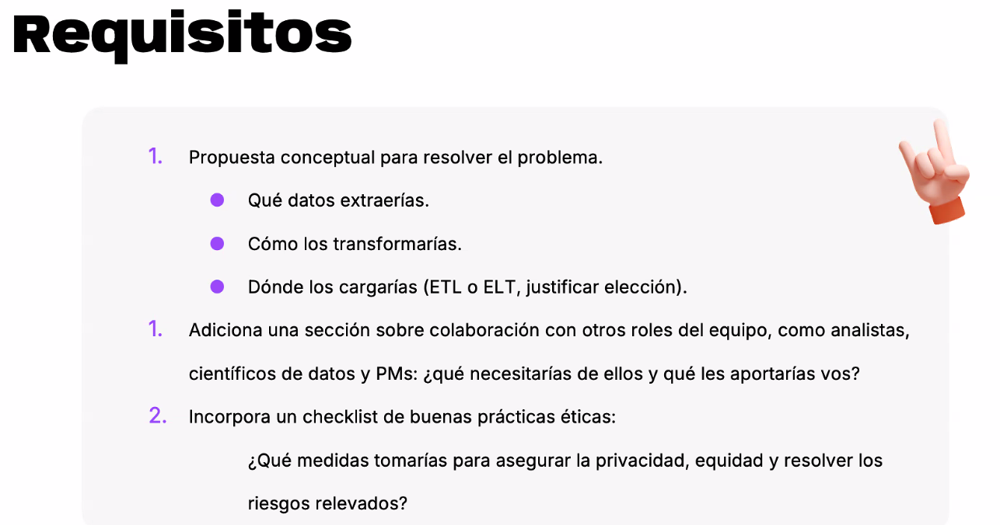 Requisitos
1. Propuesta conceptual para resolver el problema.
● Qué datos extraerías.
● Cómo los transformarías.
● Dónde los cargarías (ETL o ELT, justificar elección).
1. Adiciona una sección sobre colaboración con otros roles del equipo, como analistas,
científicos de datos y PMs: ¿qué necesitarías de ellos y qué les aportarías vos?
2. Incorpora un checklist de buenas prácticas éticas:
¿Qué medidas tomarías para asegurar la privacidad, equidad y resolver los
riesgos relevados?